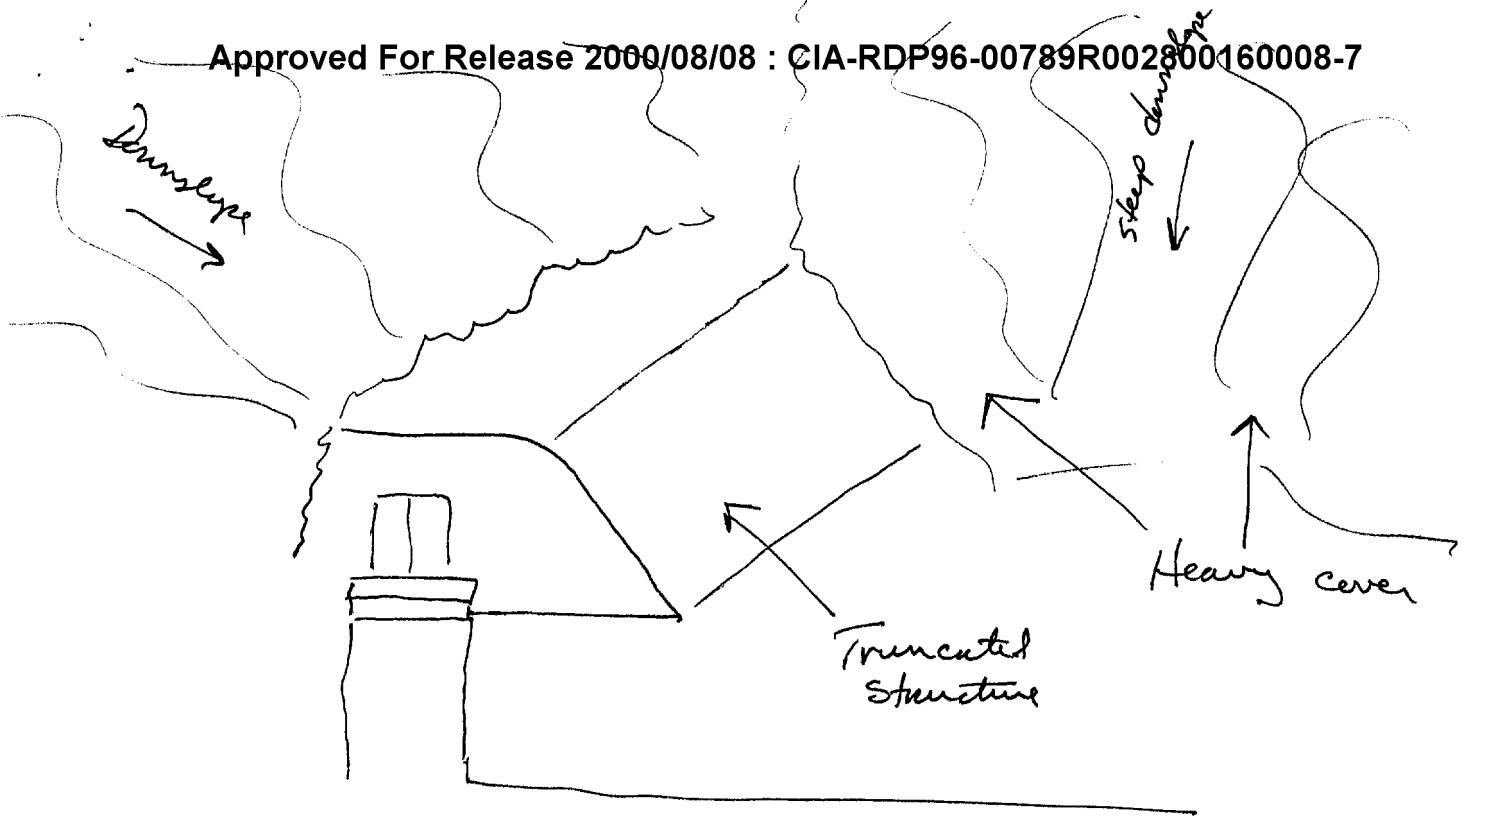 Approved For Release 2000/08/08 : CIA-RDP96-00789R002800160008-7
Downslope
Steep downslope
Heavy cover
Truncated
Structure